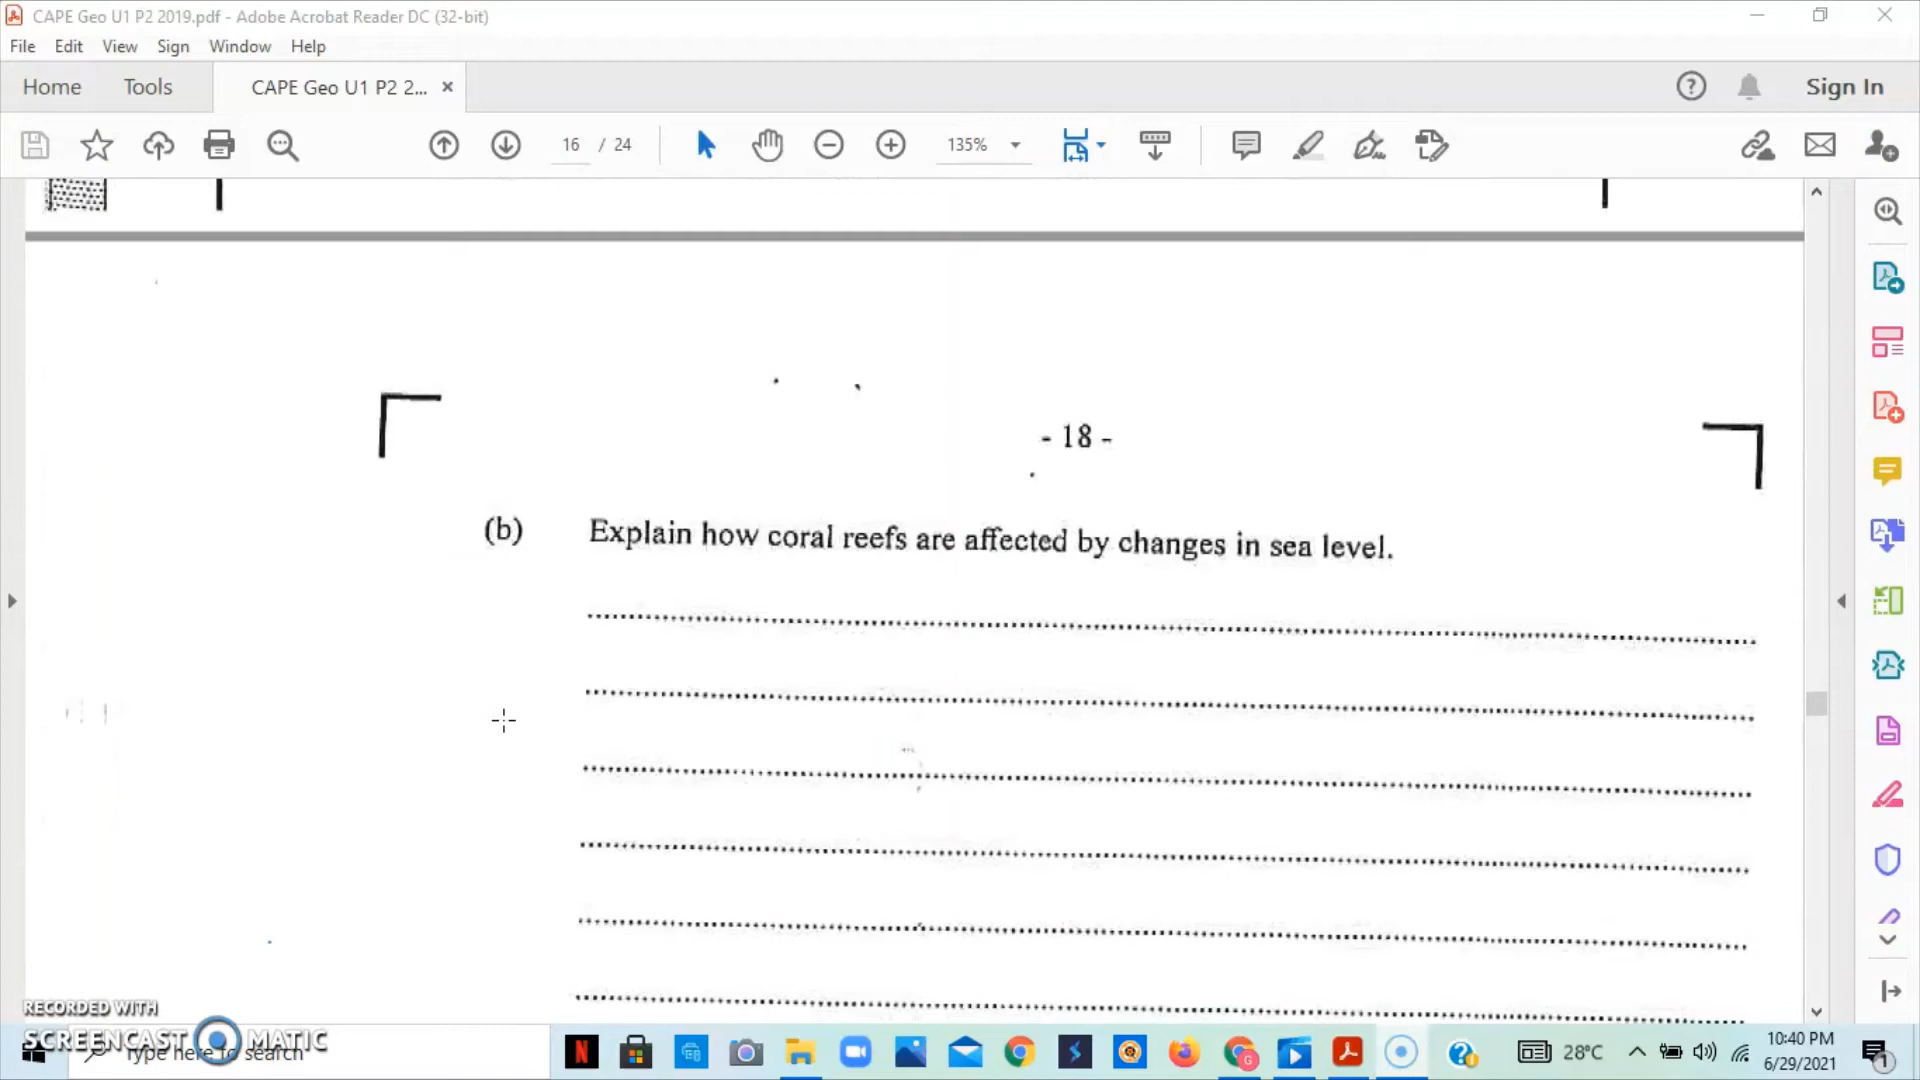 CAPE Geo U1 P2 2019.pdf - Adobe Acrobat Reader DC (32-bit)
File Edit View Sign Window Help
Home Tools CAPE Geo U1 P2 2... × Sign In
16 / 24 135%
- 18 -
(b) Explain how coral reefs are affected by changes in sea level.
RECORDED WITH
SCREENCAST MATIC
Type here to search
28°C
10:40 PM
6/29/2021
1